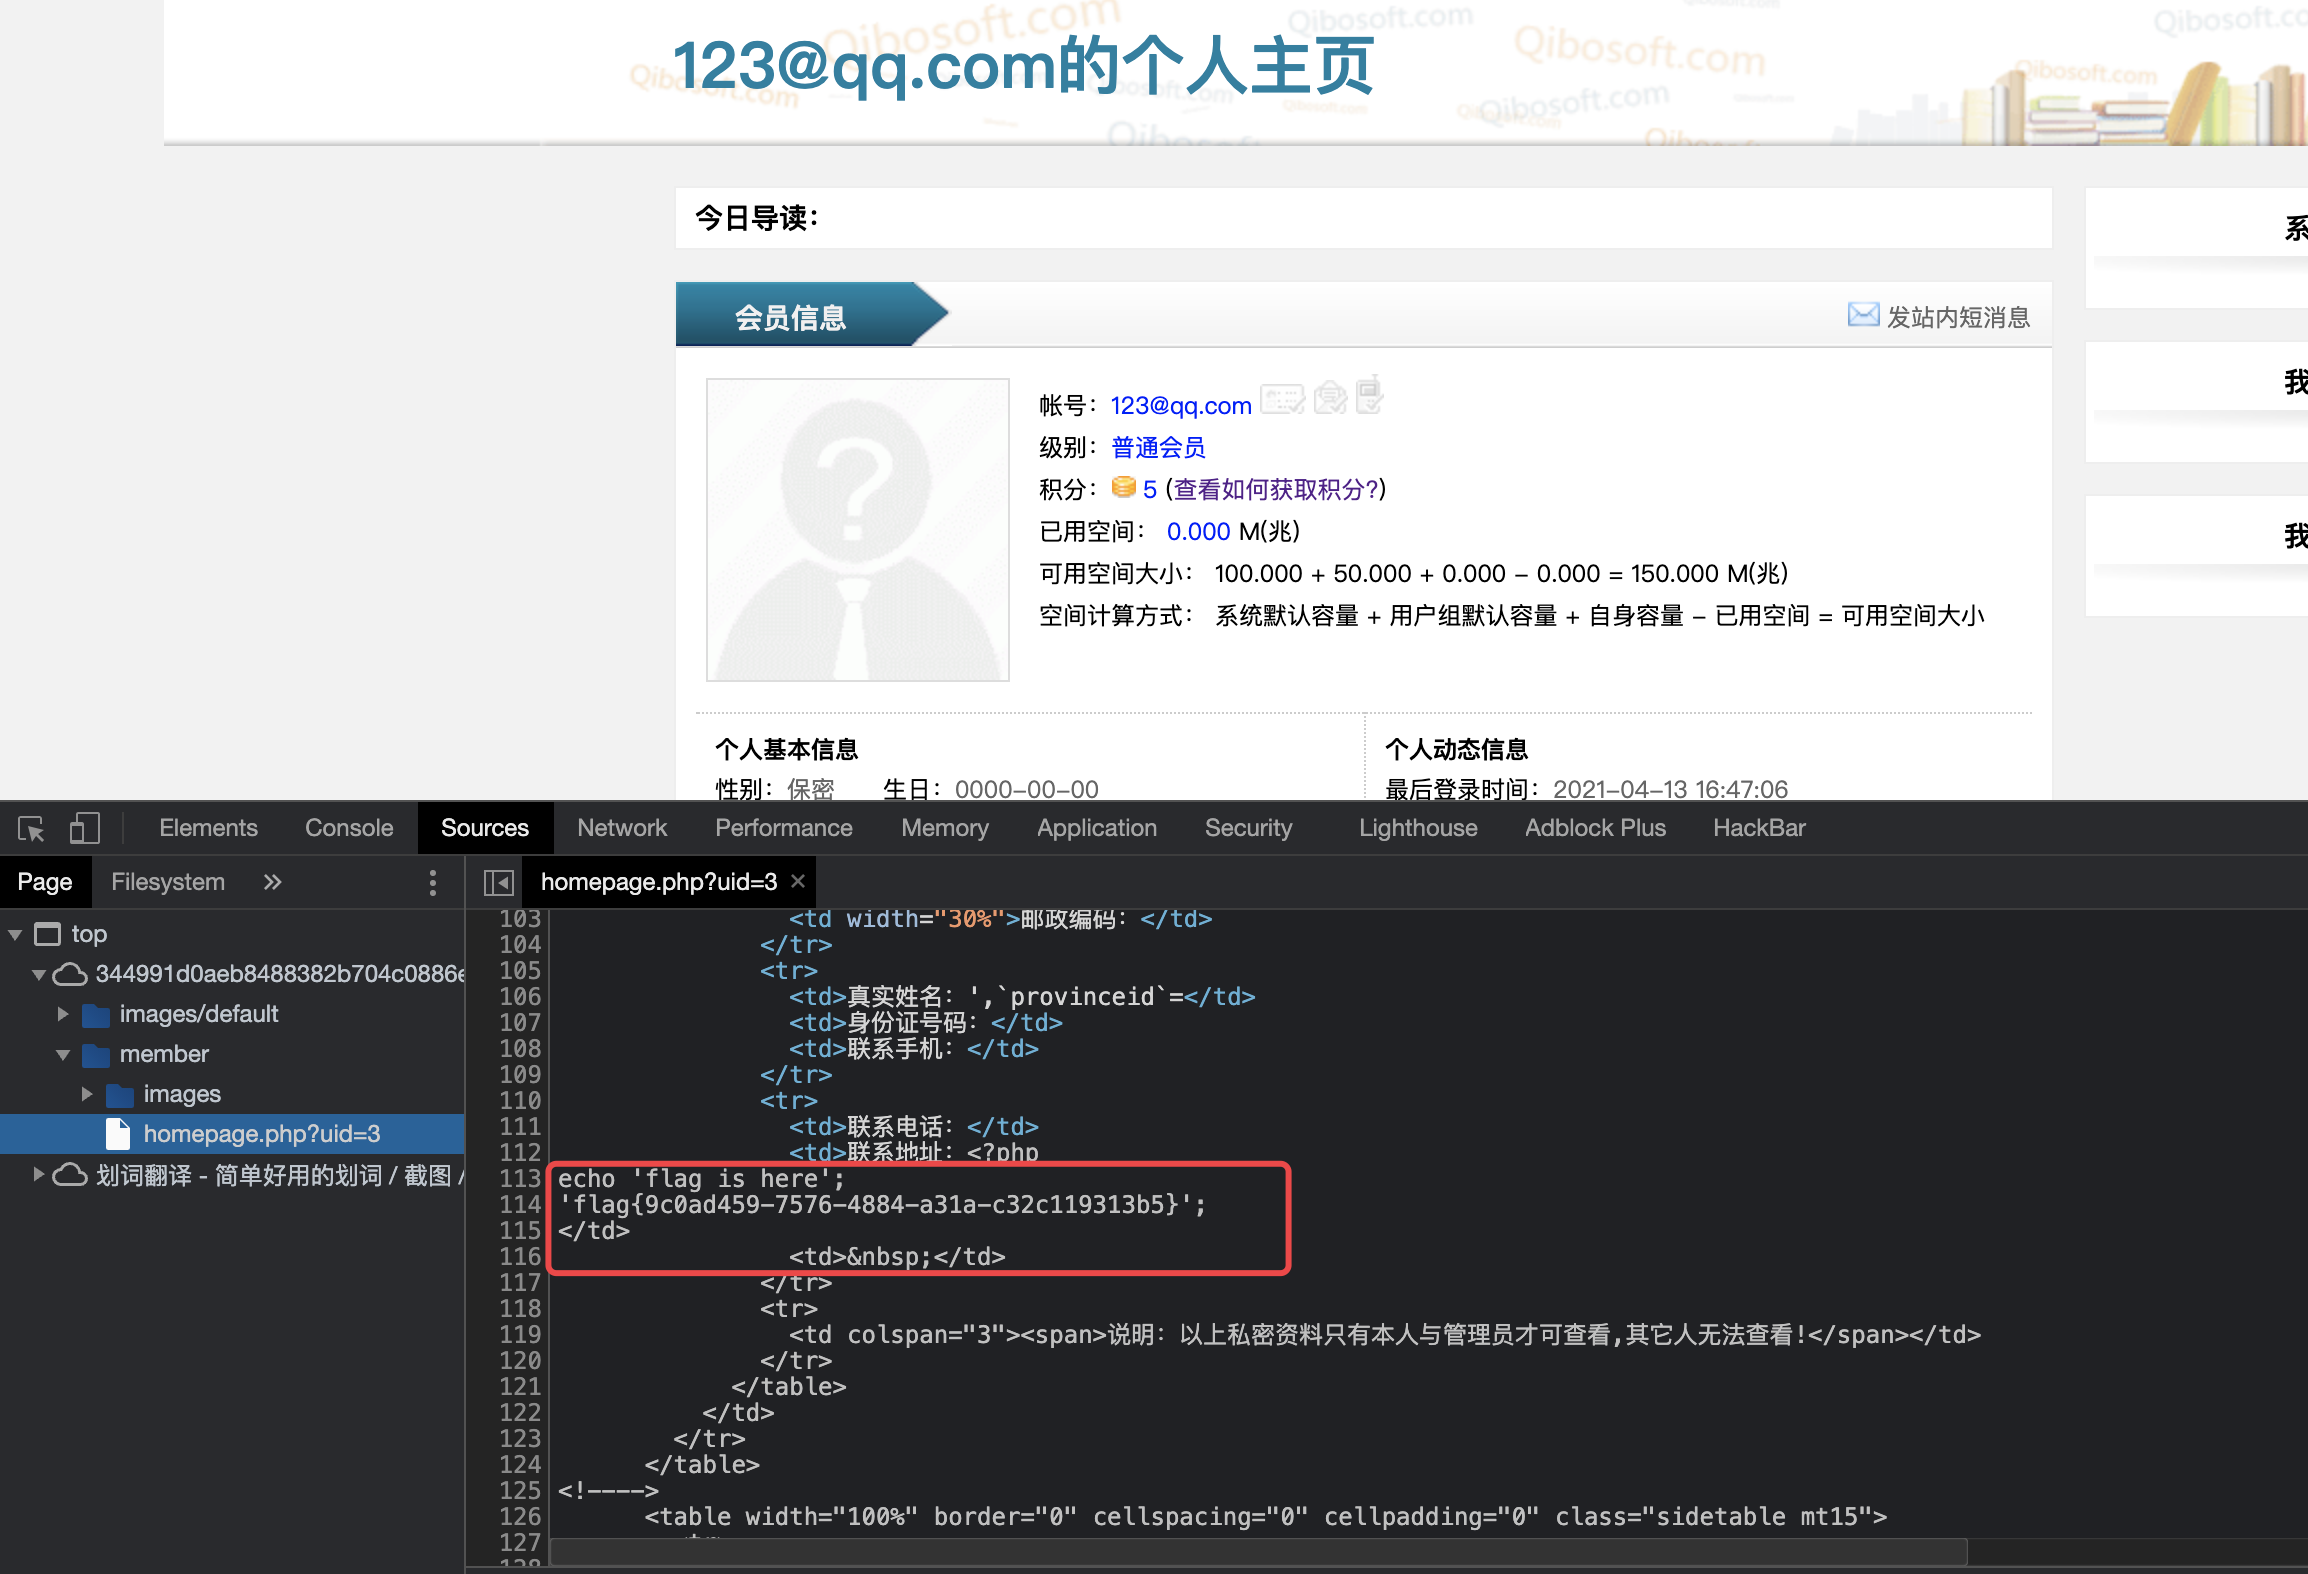 Qibosoft.com
Qibosoft.com
Qibosoft.com
Qibosoft.com
Qibosoft.com
Qibosoft.com
Qibosoft.com
123@qq.com的个人主页
今日导读：
系
会员信息
发站内短消息
我
帐号：123@qq.com
级别：普通会员
积分：5 (查看如何获取积分?)
已用空间： 0.000 M(兆)
可用空间大小： 100.000 + 50.000 + 0.000 - 0.000 = 150.000 M(兆)
空间计算方式： 系统默认容量 + 用户组默认容量 + 自身容量 - 已用空间 = 可用空间大小
我
个人基本信息
性别：保密 生日：0000-00-00
个人动态信息
最后登录时间：2021-04-13 16:47:06
Elements Console Sources Network Performance Memory Application Security Lighthouse Adblock Plus HackBar
Page Filesystem »
top
344991d0aeb8488382b704c0886e
images/default
member
images
homepage.php?uid=3
划词翻译 - 简单好用的划词 / 截图 /
homepage.php?uid=3 ×
103 <td width="30%">邮政编码：</td>
104 </tr>
105 <tr>
106 <td>真实姓名：',`provinceid`=</td>
107 <td>身份证号码：</td>
108 <td>联系手机：</td>
109 </tr>
110 <tr>
111 <td>联系电话：</td>
112 <td>联系地址：<?php
113 echo 'flag is here';
114 'flag{9c0ad459-7576-4884-a31a-c32c119313b5}';
115 </td>
116 <td>&nbsp;</td>
117 </tr>
118 <tr>
119 <td colspan="3"><span>说明：以上私密资料只有本人与管理员才可查看,其它人无法查看!</span></td>
120 </tr>
121 </table>
122 </td>
123 </tr>
124 </table>
125 <!---->
126 <table width="100%" border="0" cellspacing="0" cellpadding="0" class="sidetable mt15">
127